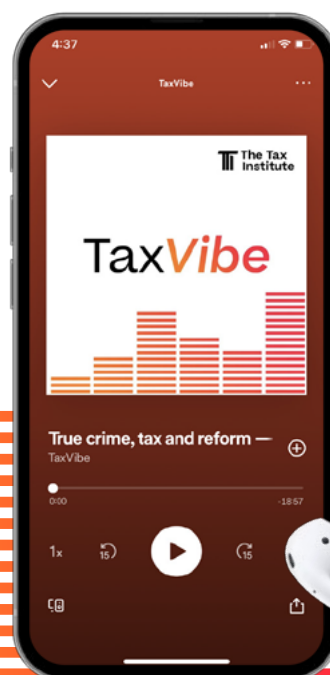 4:37
TaxVibe
The Tax
Institute
TaxVibe
True crime, tax and reform —
TaxVibe
0:00
-18:57
1x
15
15